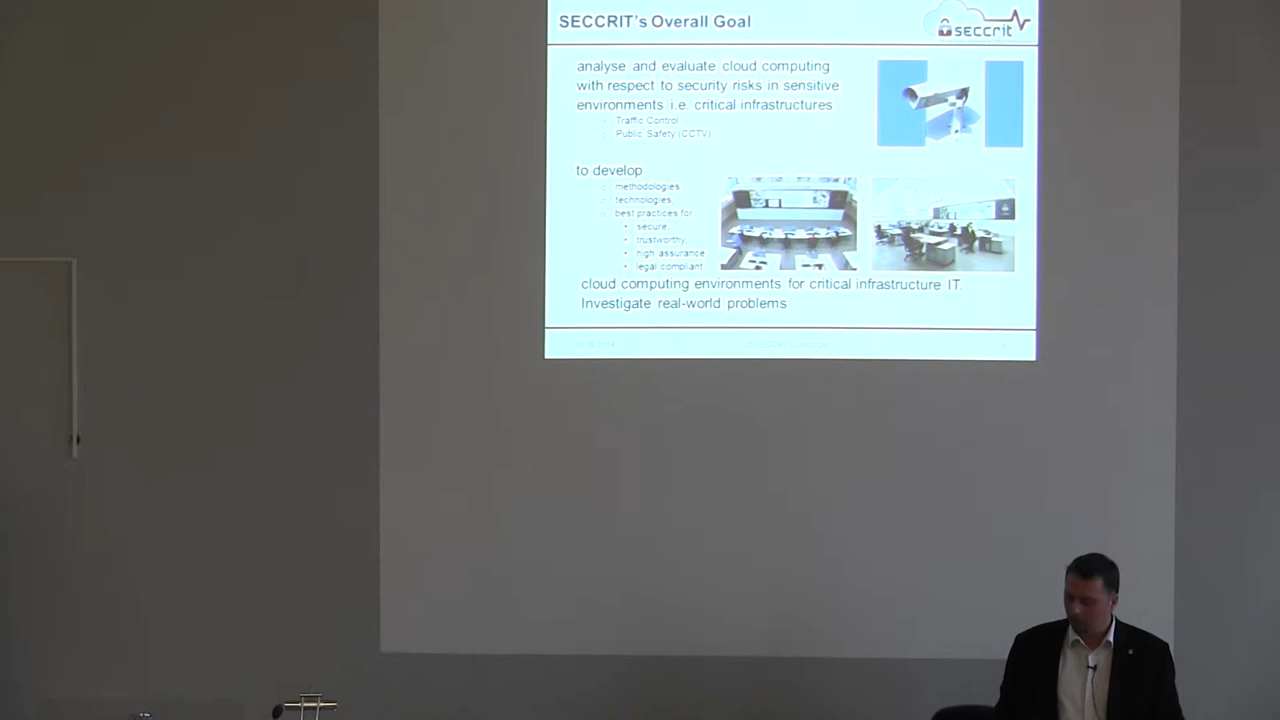 SECCRIT's Overall Goal
seccrit
analyse and evaluate cloud computing
with respect to security risks in sensitive
environments i.e. critical infrastructures
Traffic Control
Public Safety (CCTV)
to develop
methodologies
technologies,
best practices for
secure,
trustworthy,
high assurance
legal compliant
cloud computing environments for critical infrastructure IT.
Investigate real-world problems